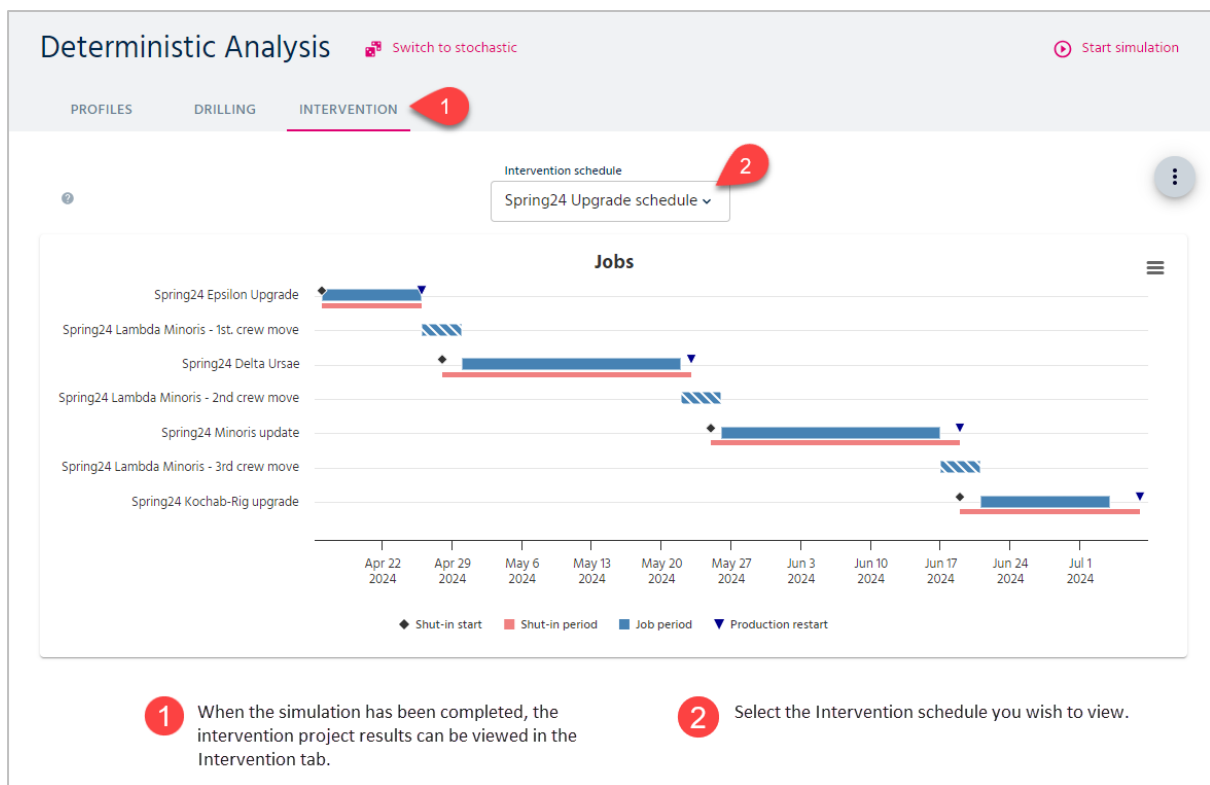 Deterministic Analysis
Switch to stochastic
Start simulation
PROFILES
DRILLING
INTERVENTION
1
Intervention schedule
2
Spring24 Upgrade schedule
?
Jobs
Spring24 Epsilon Upgrade
Spring24 Lambda Minoris - 1st. crew move
Spring24 Delta Ursae
Spring24 Lambda Minoris - 2nd crew move
Spring24 Minoris update
Spring24 Lambda Minoris - 3rd crew move
Spring24 Kochab-Rig upgrade
Apr 22 2024
Apr 29 2024
May 6 2024
May 13 2024
May 20 2024
May 27 2024
Jun 3 2024
Jun 10 2024
Jun 17 2024
Jun 24 2024
Jul 1 2024
Shut-in start
Shut-in period
Job period
Production restart
1
When the simulation has been completed, the
intervention project results can be viewed in the
Intervention tab.
2
Select the Intervention schedule you wish to view.